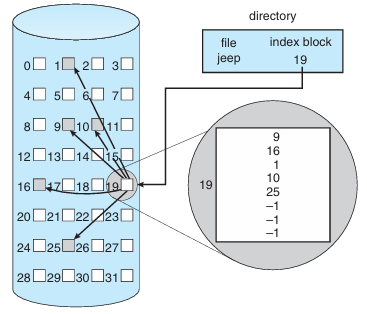 directory
file index block
jeep 19
0 1 2 3
4 5 6 7
8 9 10 11
12 13 14 15
16 17 18 19
20 21 22 23
24 25 26 27
28 29 30 31
19
9
16
1
10
25
–1
–1
–1